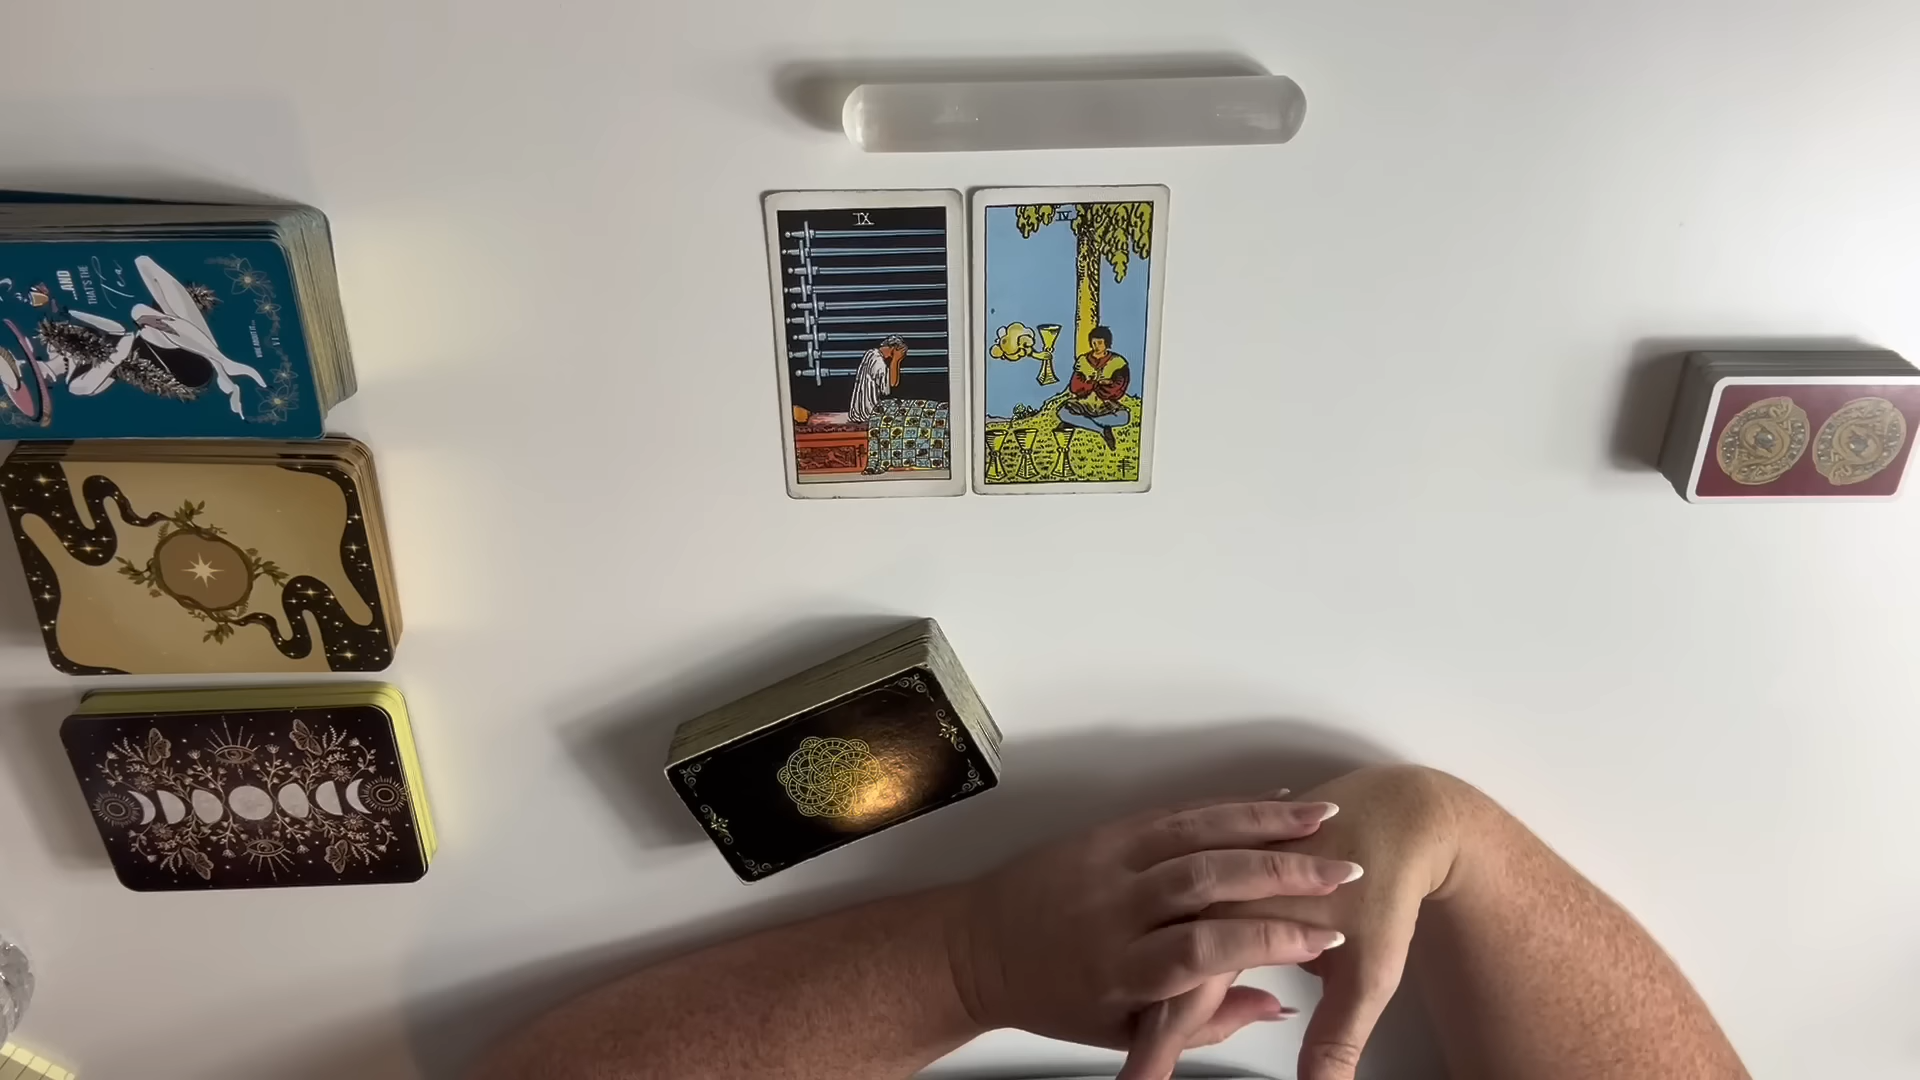 IX
IV
...AND
THAT'S THE
Tea